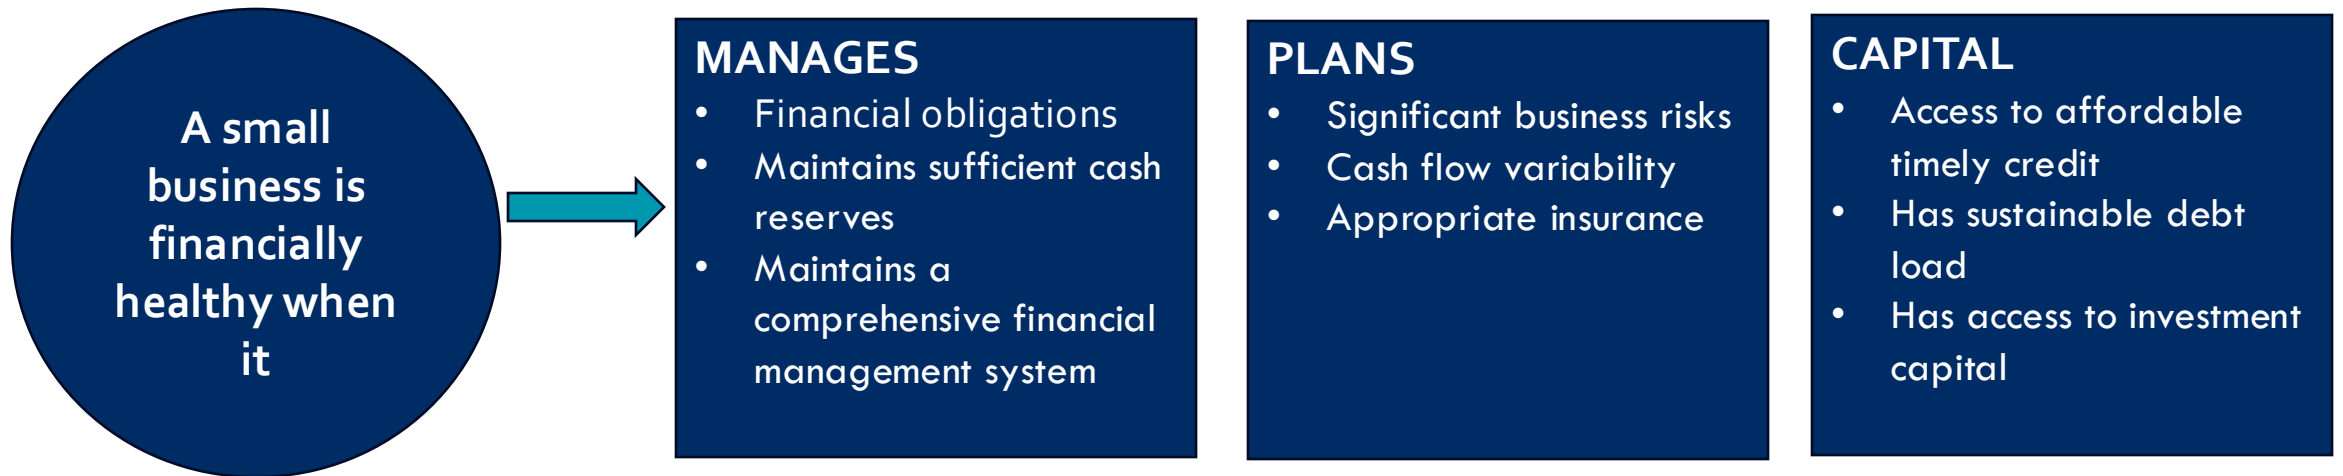 A small
business is
financially
healthy when
it
MANAGES
• Financial obligations
• Maintains sufficient cash
reserves
• Maintains a
comprehensive financial
management system
PLANS
• Significant business risks
• Cash flow variability
• Appropriate insurance
CAPITAL
• Access to affordable
timely credit
• Has sustainable debt
load
• Has access to investment
capital